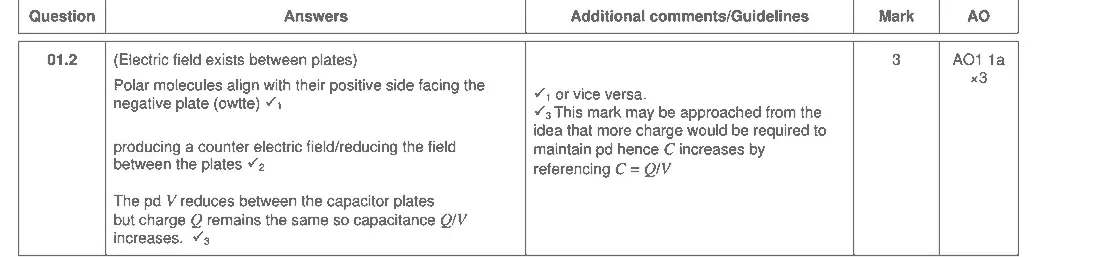 Question Answers Additional comments/Guidelines Mark AO
01.2 (Electric field exists between plates) 3 AO1 1a
×3
Polar molecules align with their positive side facing the
negative plate (owtte) ✓₁
producing a counter electric field/reducing the field
between the plates ✓₂
The pd V reduces between the capacitor plates
but charge Q remains the same so capacitance Q/V
increases. ✓₃
✓₁ or vice versa.
✓₃ This mark may be approached from the
idea that more charge would be required to
maintain pd hence C increases by
referencing C = Q/V